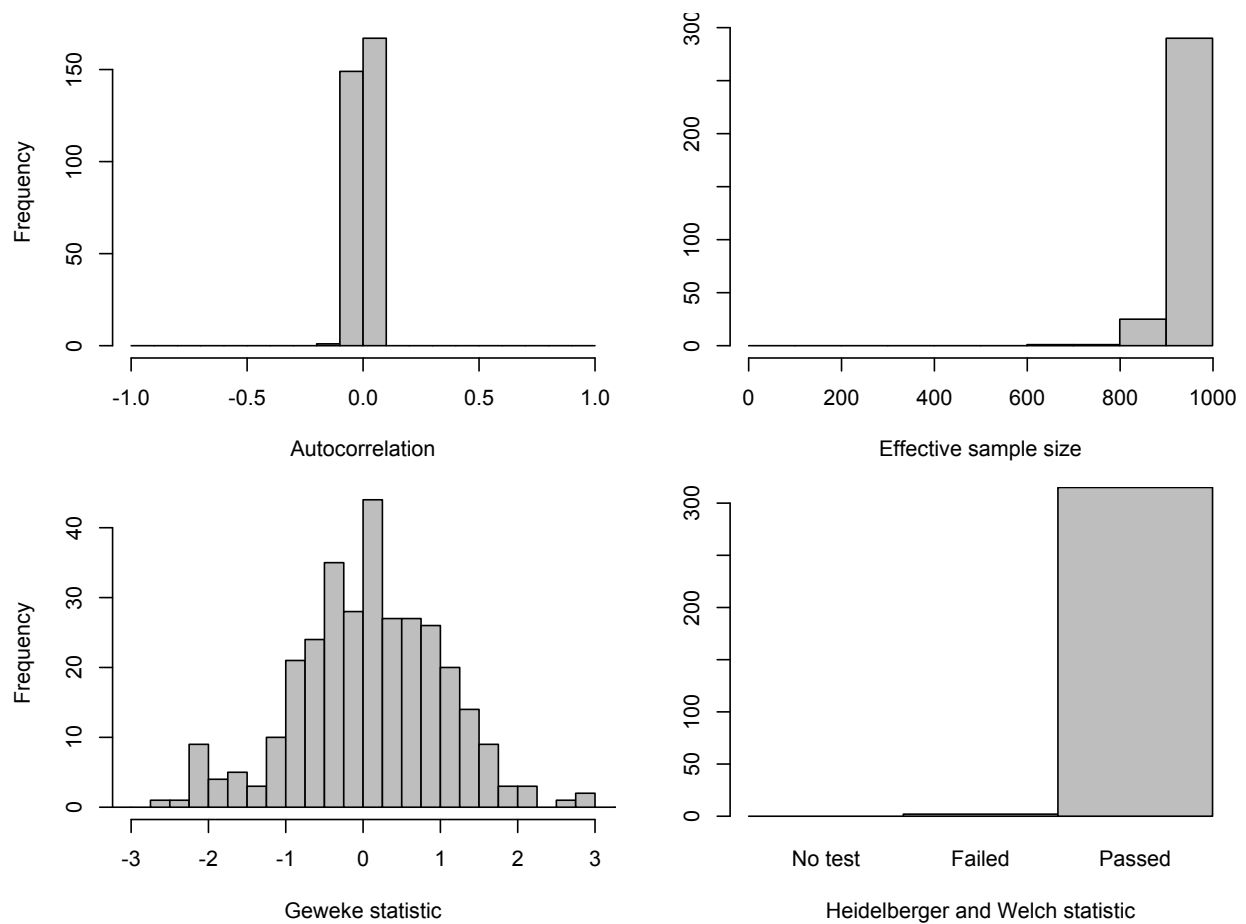 Frequency
0 50 100 150
-1.0 -0.5 0.0 0.5 1.0
Autocorrelation
0 50 100 200 300
0 200 400 600 800 1000
Effective sample size
Frequency
0 10 20 30 40
-3 -2 -1 0 1 2 3
Geweke statistic
0 50 100 200 300
No test Failed Passed
Heidelberger and Welch statistic